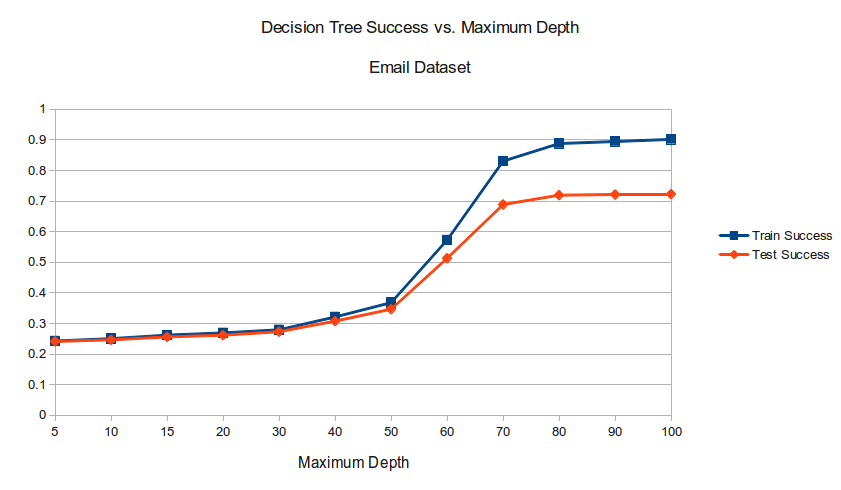 Decision Tree Success vs. Maximum Depth
Email Dataset
1
0.9
0.8
0.7
0.6
0.5
0.4
0.3
0.2
0.1
0
5 10 15 20 30 40 50 60 70 80 90 100
Maximum Depth
Train Success
Test Success